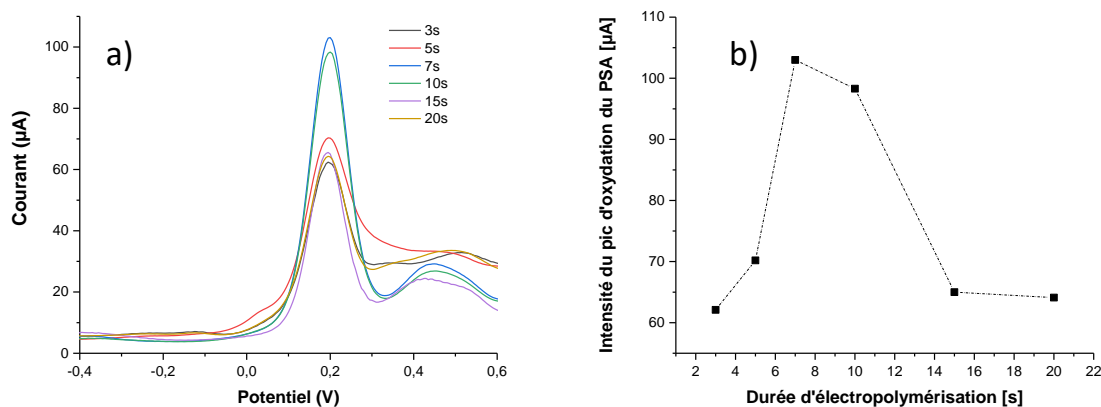 a)
3s
5s
7s
10s
15s
20s
100
80
60
40
20
0
-0,4
-0,2
0,0
0,2
0,4
0,6
Courant (µA)
Potentiel (V)
b)
110
100
90
80
70
60
2 4 6 8 10 12 14 16 18 20 22
Intensité du pic d'oxydation du PSA [µA]
Durée d'électropolymérisation [s]